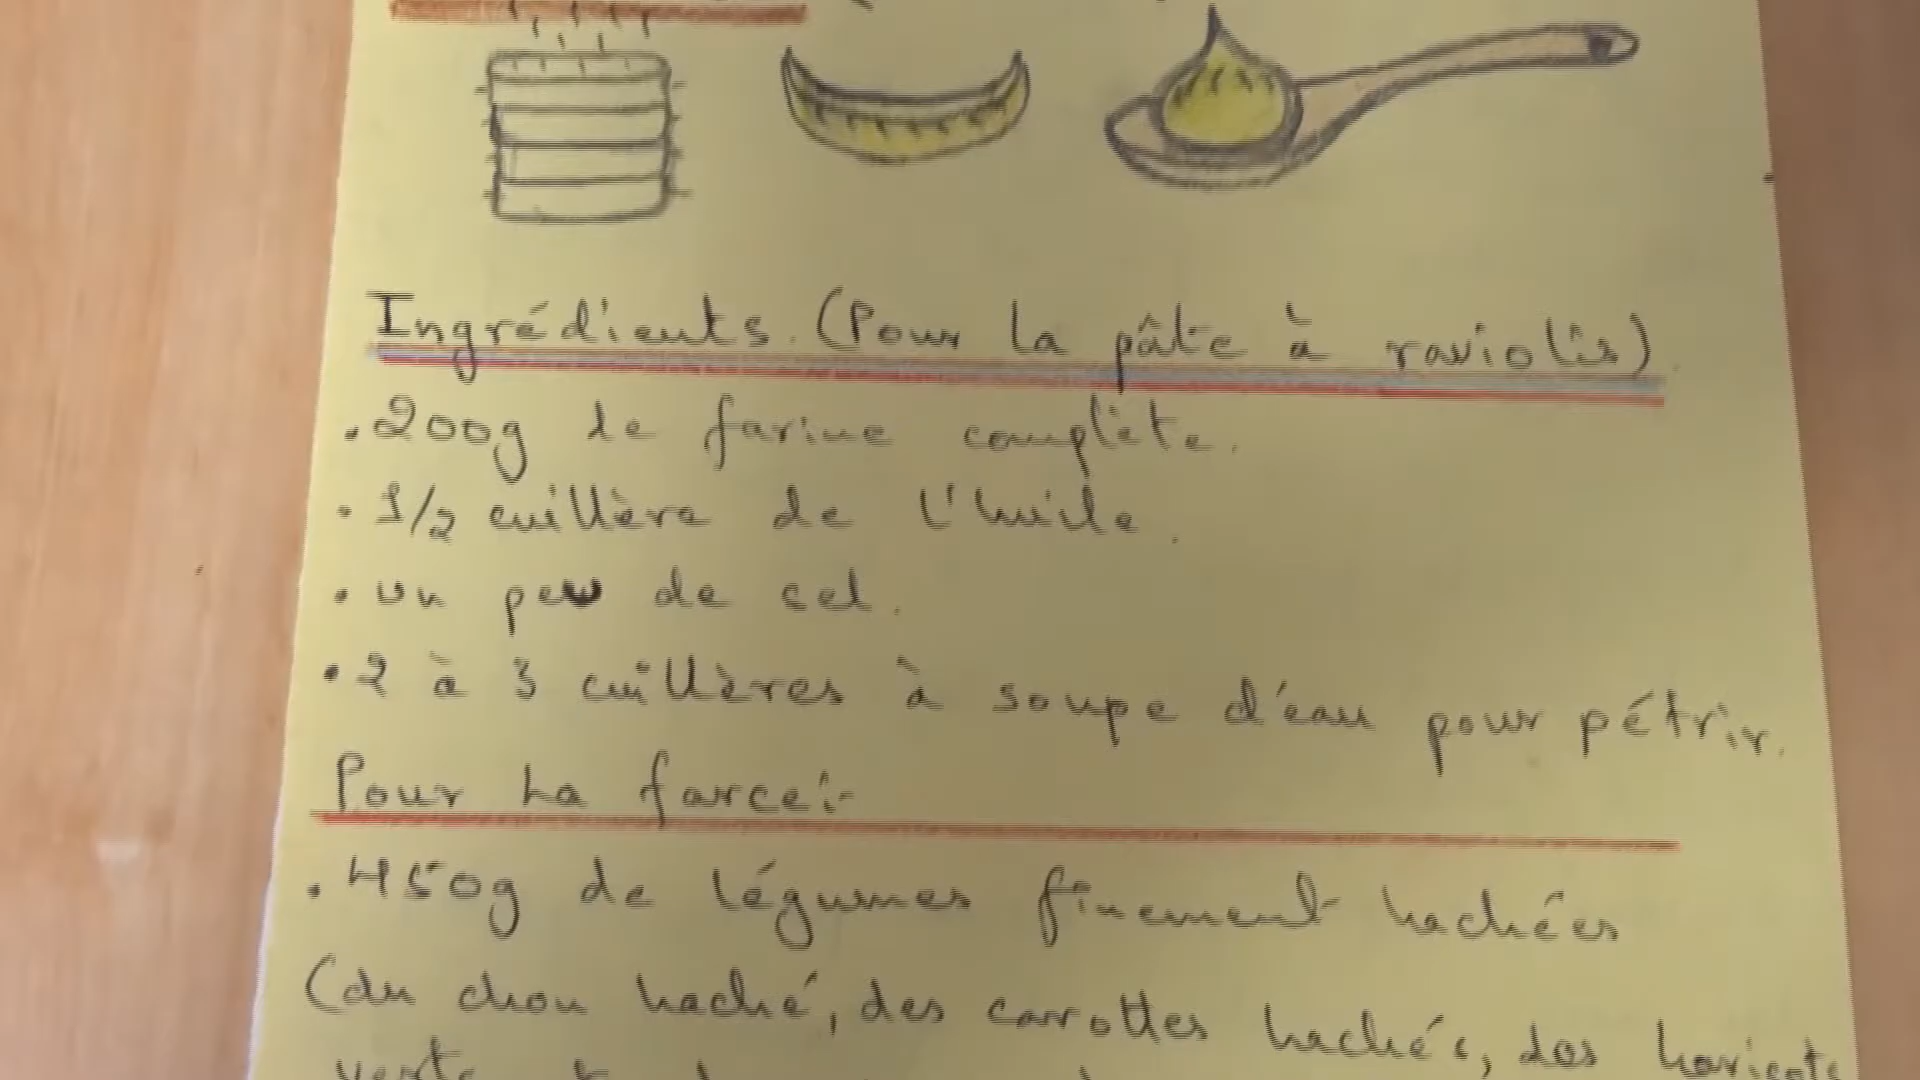 Ingrédients. (Pour la pâte à raviolis)
• 200g de farine complète.
• 1/2 cuillère de l'huile.
• un peu de sel.
• 2 à 3 cuillères à soupe d'eau pour pétrir.
Pour la farce:-
• 450g de légumes finement hachées
(du chou haché, des carottes hachés, des haricots